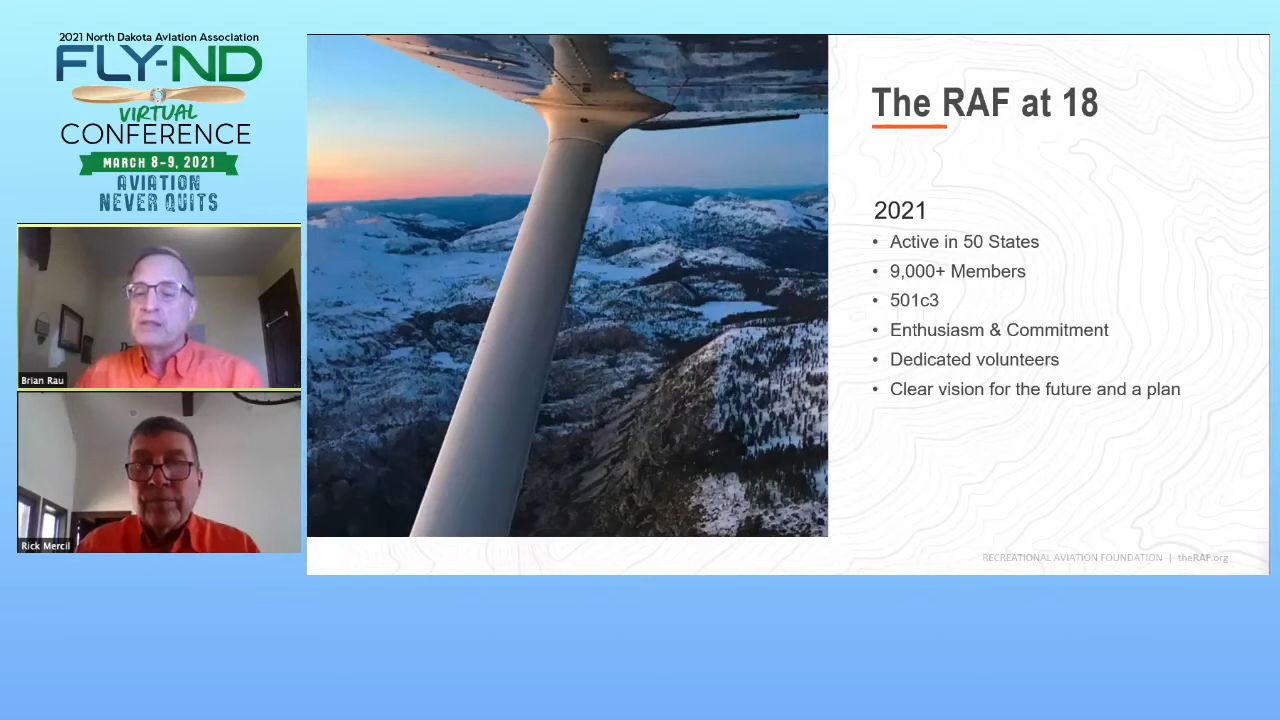 2021 North Dakota Aviation Association
FLY-ND
VIRTUAL
CONFERENCE
MARCH 8-9, 2021
AVIATION
NEVER QUITS
Brian Rau
Rick Mercil
The RAF at 18
2021
• Active in 50 States
• 9,000+ Members
• 501c3
• Enthusiasm & Commitment
• Dedicated volunteers
• Clear vision for the future and a plan
RECREATIONAL AVIATION FOUNDATION | theRAF.org